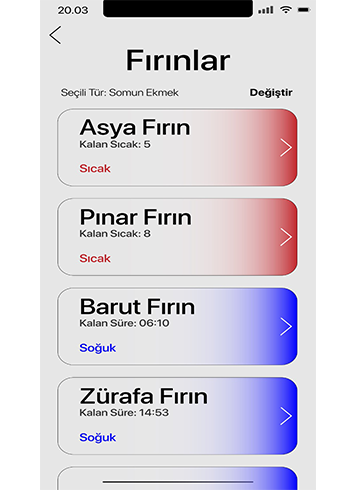 20.03
Fırınlar
Seçili Tür: Somun Ekmek Değiştir
Asya Fırın
Kalan Sıcak: 5
Sıcak
Pınar Fırın
Kalan Sıcak: 8
Sıcak
Barut Fırın
Kalan Süre: 06:10
Soğuk
Zürafa Fırın
Kalan Süre: 14:53
Soğuk